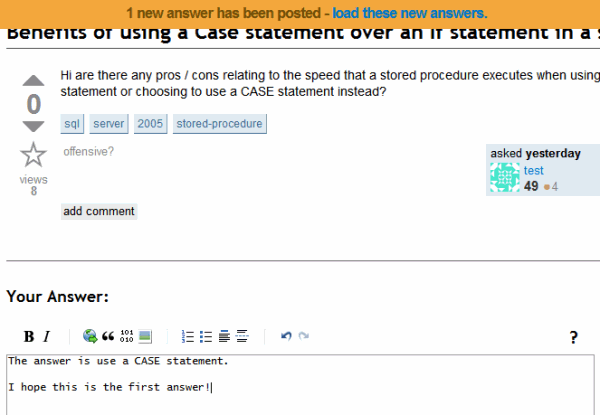 1 new answer has been posted - load these new answers.
Benefits of using a Case statement over an If statement in a
Hi are there any pros / cons relating to the speed that a stored procedure executes when using
statement or choosing to use a CASE statement instead?
0
sql server 2005 stored-procedure
offensive?
views
8
asked yesterday
test
49 4
add comment
Your Answer:
B I 101 010 ?
The answer is use a CASE statement.
I hope this is the first answer!